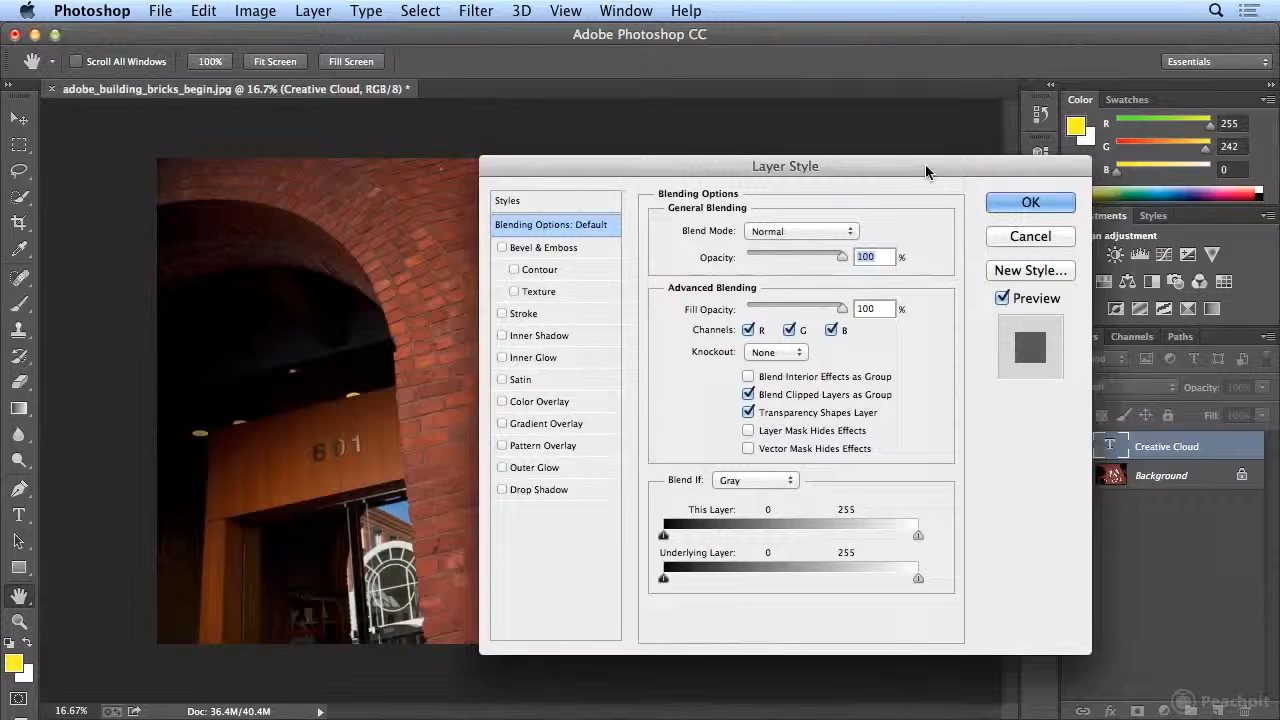 Photoshop File Edit Image Layer Type Select Filter 3D View Window Help
Adobe Photoshop CC
Scroll All Windows 100% Fit Screen Fill Screen Essentials
adobe_building_bricks_begin.jpg @ 16.7% (Creative Cloud, RGB/8) *
Color Swatches
R 255
G 242
B 0
Layer Style
Styles
Blending Options: Default
Bevel & Emboss
Contour
Texture
Stroke
Inner Shadow
Inner Glow
Satin
Color Overlay
Gradient Overlay
Pattern Overlay
Outer Glow
Drop Shadow
Blending Options
General Blending
Blend Mode: Normal
Opacity: 100 %
Advanced Blending
Fill Opacity: 100 %
Channels: R G B
Knockout: None
Blend Interior Effects as Group
Blend Clipped Layers as Group
Transparency Shapes Layer
Layer Mask Hides Effects
Vector Mask Hides Effects
Blend If: Gray
This Layer: 0 255
Underlying Layer: 0 255
OK
Cancel
New Style...
Preview
Styles
an adjustment
Channels Paths
Opacity: 100%
Fill: 100%
T Creative Cloud
Background
601
16.67% Doc: 36.4M/40.4M
Peachpit